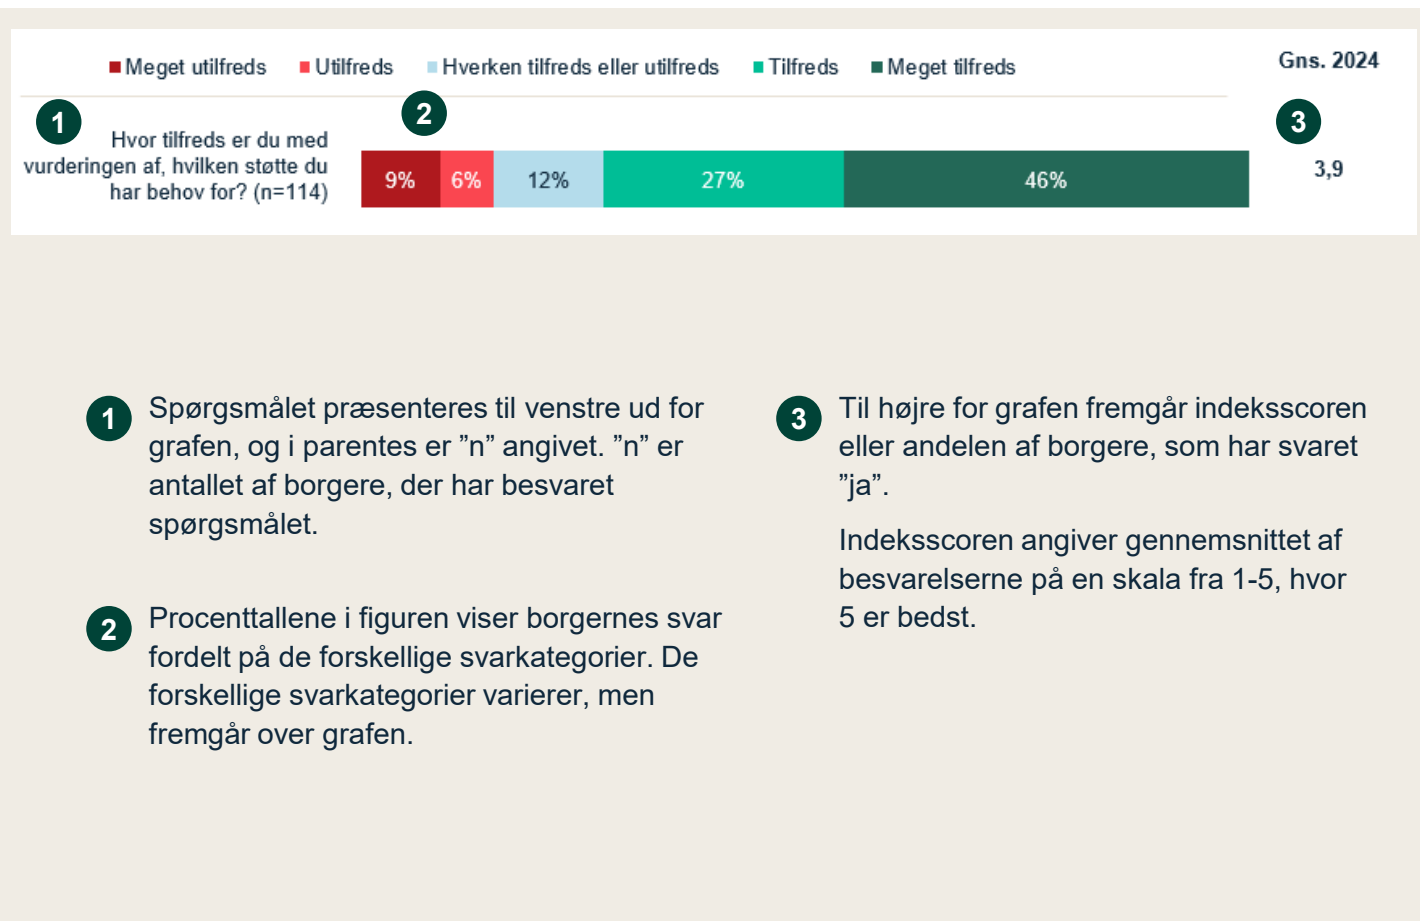 Meget utilfreds Utilfreds Hverken tilfreds eller utilfreds Tilfreds Meget tilfreds Gns. 2024
1
2
3
Hvor tilfreds er du med
vurderingen af, hvilken støtte du
har behov for? (n=114)
9% 6% 12% 27% 46%
3,9
1
Spørgsmålet præsenteres til venstre ud for
grafen, og i parentes er ”n” angivet. ”n” er
antallet af borgere, der har besvaret
spørgsmålet.
2
Procenttallene i figuren viser borgernes svar
fordelt på de forskellige svarkategorier. De
forskellige svarkategorier varierer, men
fremgår over grafen.
3
Til højre for grafen fremgår indeksscoren
eller andelen af borgere, som har svaret
”ja”.
Indeksscoren angiver gennemsnittet af
besvarelserne på en skala fra 1-5, hvor
5 er bedst.